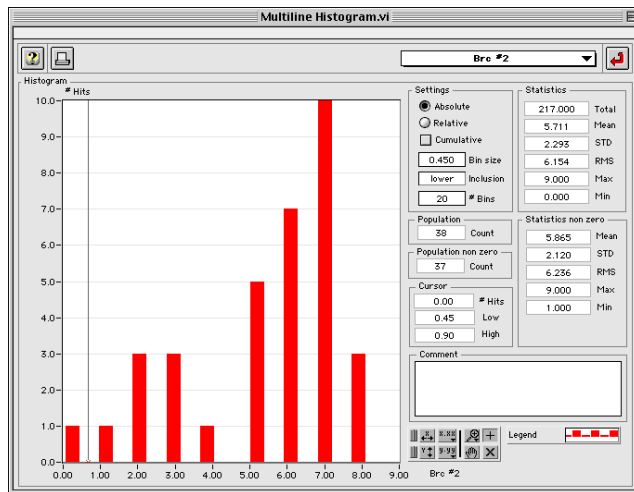 Multiline Histogram.vi
Brc #2
Histogram
# Hits
10.0
9.0
8.0
7.0
6.0
5.0
4.0
3.0
2.0
1.0
0.0
0.00 1.00 2.00 3.00 4.00 5.00 6.00 7.00 8.00 9.00
Settings
Absolute
Relative
Cumulative
0.450 Bin size
lower Inclusion
20 # Bins
Population
38 Count
Population non zero
37 Count
Cursor
0.00 # Hits
0.45 Low
0.90 High
Statistics
217.000 Total
5.711 Mean
2.293 STD
6.154 RMS
9.000 Max
0.000 Min
Statistics non zero
5.865 Mean
2.120 STD
6.236 RMS
9.000 Max
1.000 Min
Comment
X X.XX
Y Y.YY
Legend
Brc #2